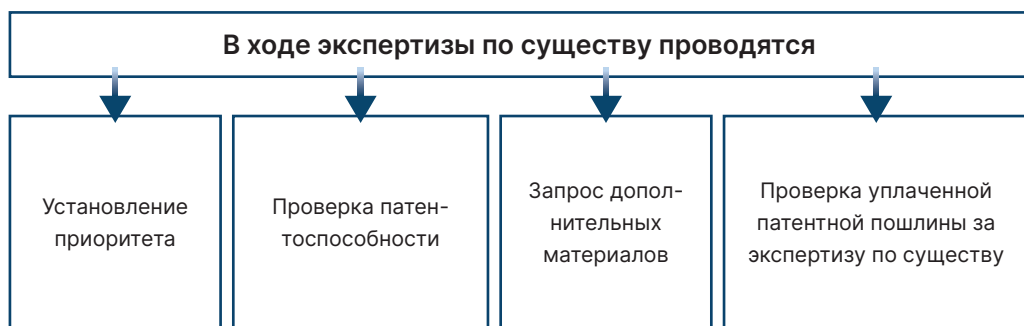 В ходе экспертизы по существу проводятся
Установление
приоритета
Проверка патен-
тоспособности
Запрос допол-
нительных
материалов
Проверка уплаченной
патентной пошлины за
экспертизу по существу